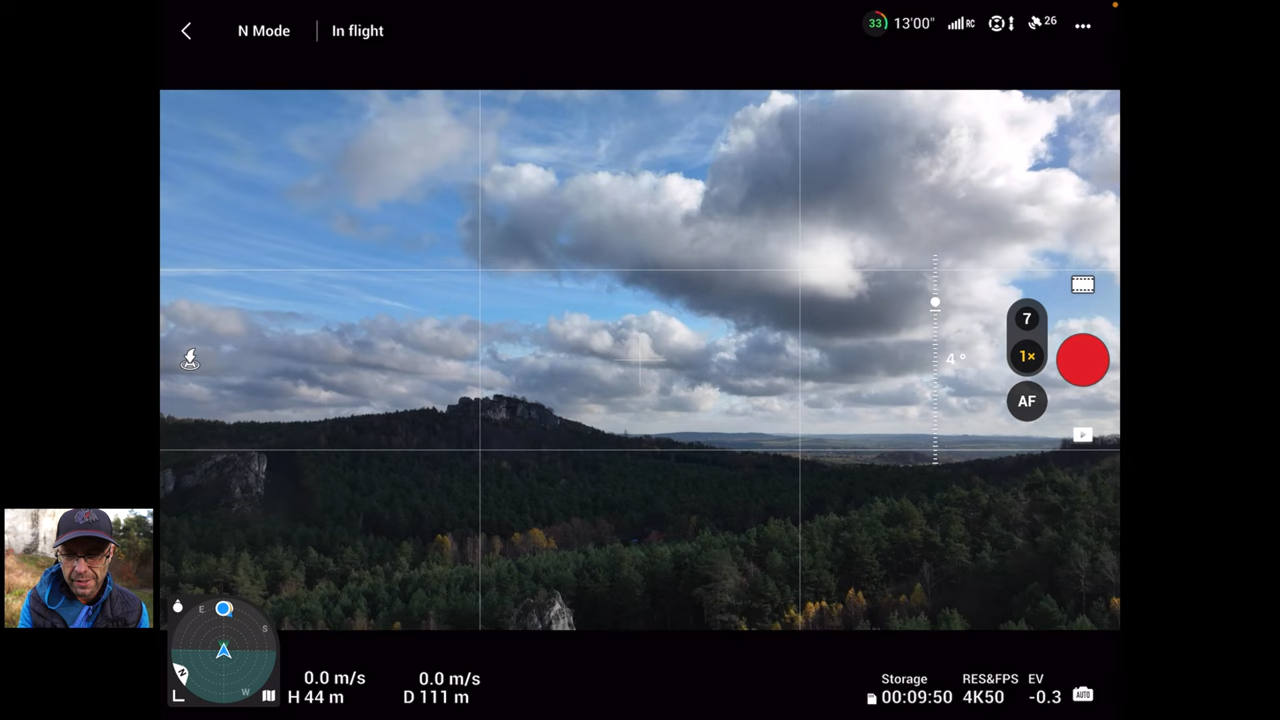 N Mode
In flight
33
13'00"
RC
26
7
1×
4°
AF
E
S
N
W
0.0 m/s
0.0 m/s
H 44 m
D 111 m
Storage
RES&FPS
EV
00:09:50
4K50
-0.3
AUTO